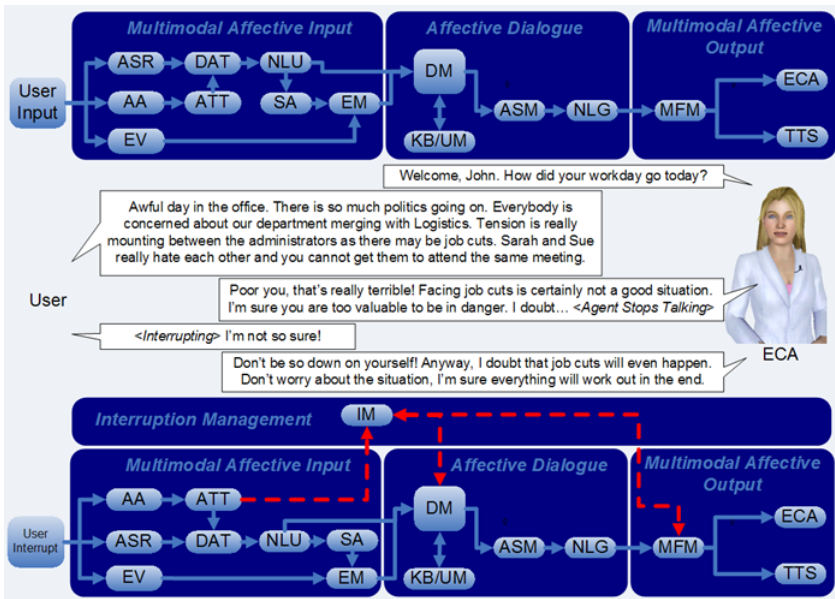 Multimodal Affective Input
Affective Dialogue
Multimodal Affective
Output
User
Input
ASR
DAT
NLU
AA
ATT
SA
EM
EV
DM
KB/UM
ASM
NLG
MFM
ECA
TTS
Welcome, John. How did your workday go today?
Awful day in the office. There is so much politics going on. Everybody is
concerned about our department merging with Logistics. Tension is really
mounting between the administrators as there may be job cuts. Sarah and Sue
really hate each other and you cannot get them to attend the same meeting.
User
Poor you, that's really terrible! Facing job cuts is certainly not a good situation.
I'm sure you are too valuable to be in danger. I doubt… <Agent Stops Talking>
<Interrupting> I'm not so sure!
ECA
Don't be so down on yourself! Anyway, I doubt that job cuts will even happen.
Don't worry about the situation, I'm sure everything will work out in the end.
Interruption Management
IM
Multimodal Affective Input
Affective Dialogue
Multimodal Affective
Output
User
Interrupt
AA
ATT
ASR
DAT
NLU
SA
EV
EM
DM
KB/UM
ASM
NLG
MFM
ECA
TTS